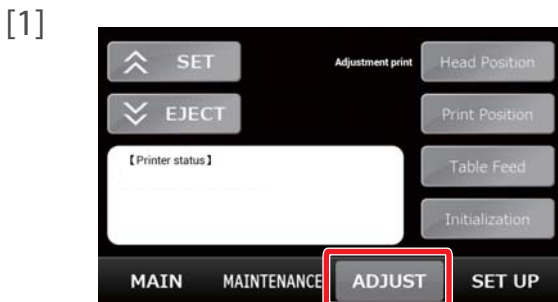 [1]
SET
Adjustment print
Head Position
EJECT
Print Position
【Printer status】
Table Feed
Initialization
MAIN MAINTENANCE ADJUST SET UP